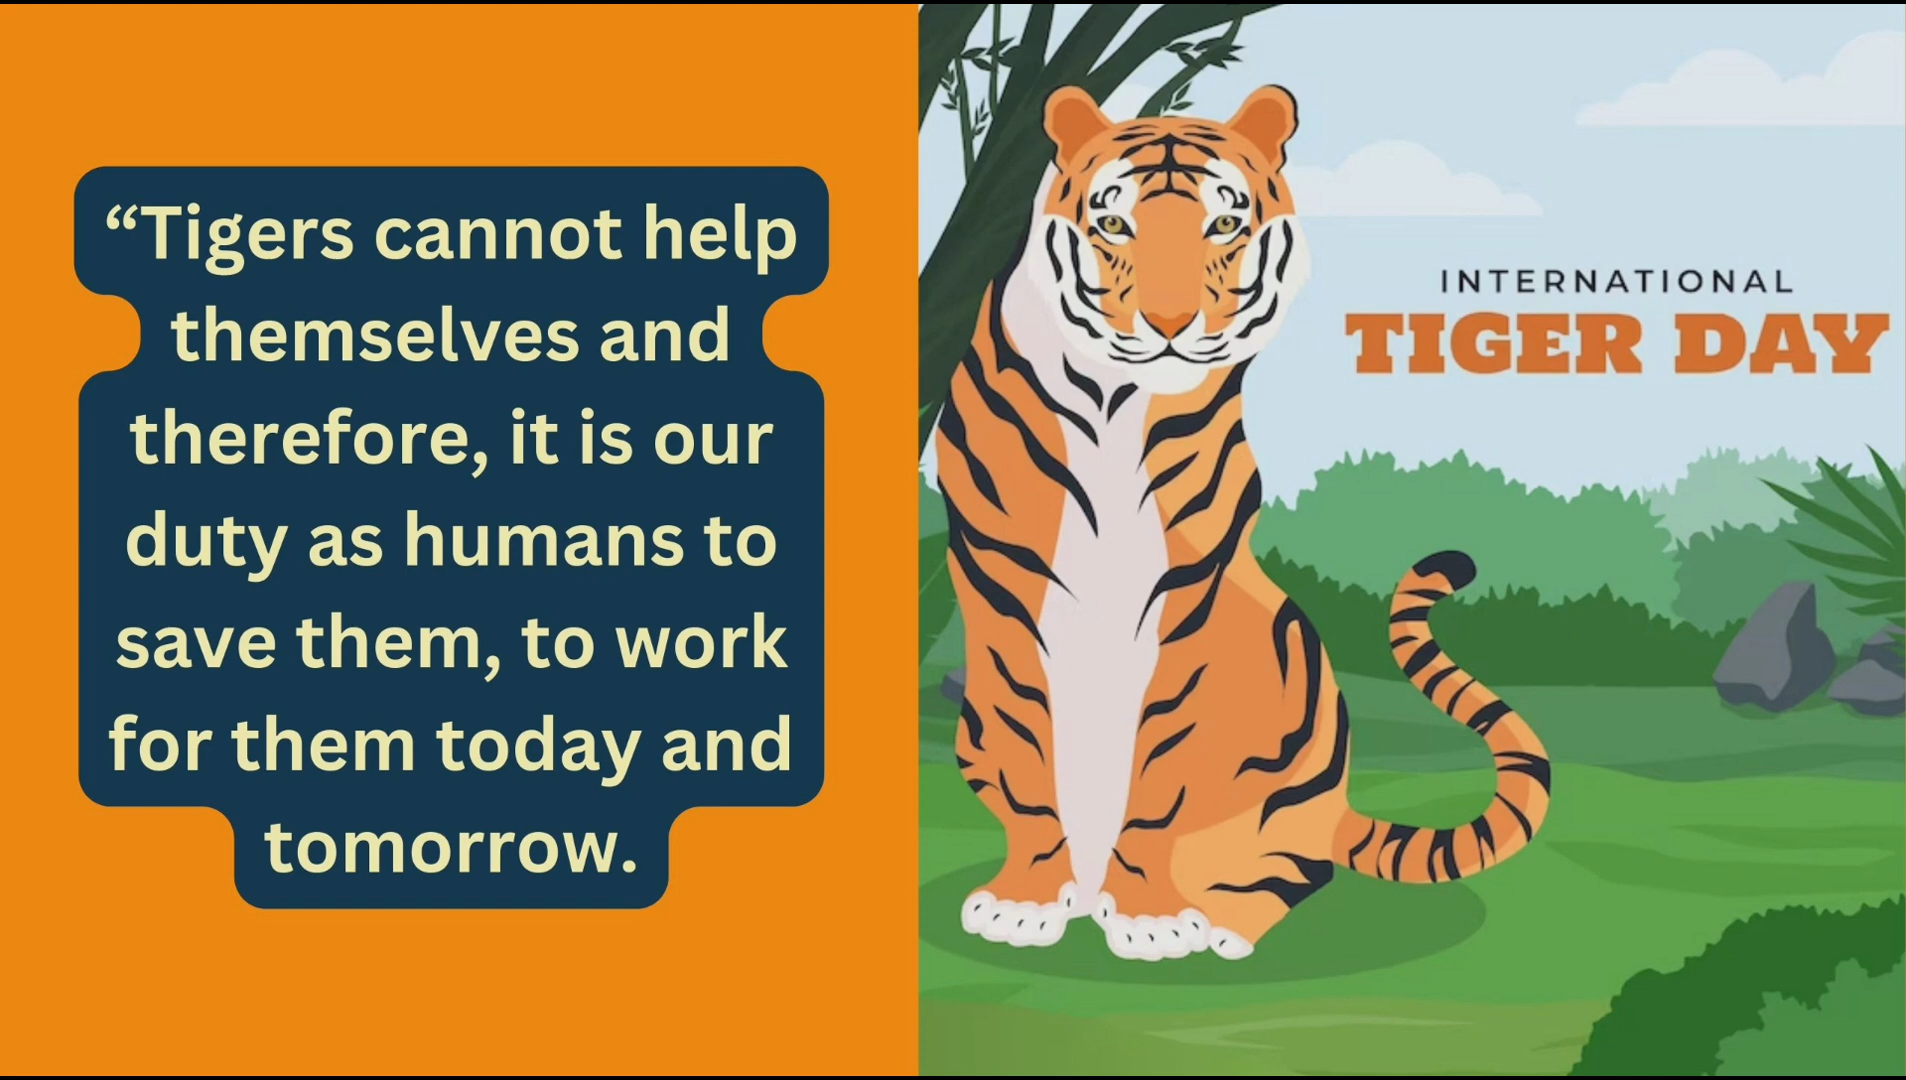 “Tigers cannot help
themselves and
therefore, it is our
duty as humans to
save them, to work
for them today and
tomorrow.
INTERNATIONAL
TIGER DAY